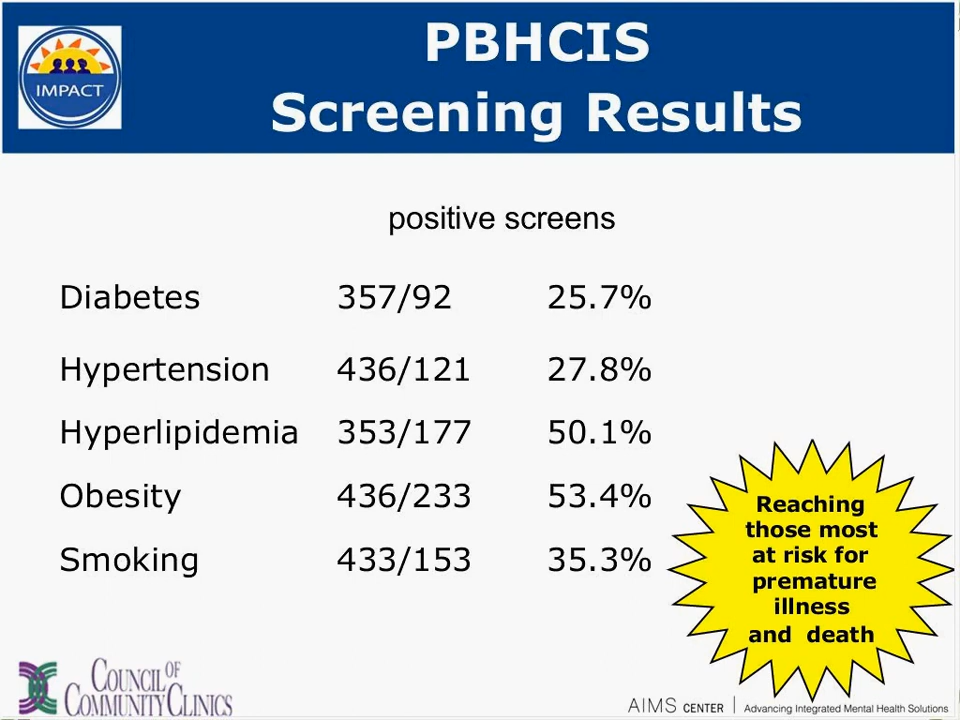 PBHCIS
Screening Results
IMPACT
positive screens
Diabetes 357/92 25.7%
Hypertension 436/121 27.8%
Hyperlipidemia 353/177 50.1%
Obesity 436/233 53.4%
Smoking 433/153 35.3%
Reaching
those most
at risk for
premature
illness
and death
COUNCIL OF
COMMUNITY CLINICS
AIMS CENTER | Advancing Integrated Mental Health Solutions